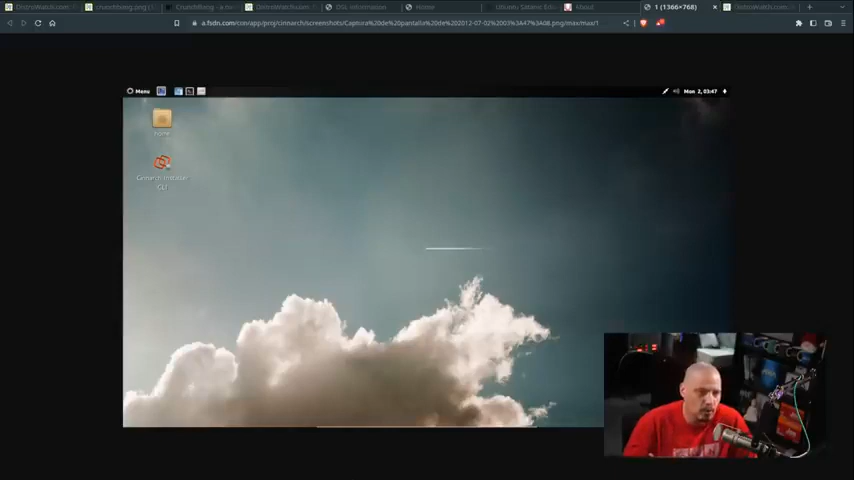 DistroWatch.com:
DistroWatch.com:
DSL information
Home
Ubuntu Satanic Edi
About
1 (1366×768)
DistroWatch.com:
a.fsdn.com/con/app/proj/cinnarch/screenshots/Captura%20de%20pantalla%20de%202012-07-02%2003%3A47%3A08.png/max/max/1
Menu
Mon 2, 03:47
home
Cinnarch Installer
CLI